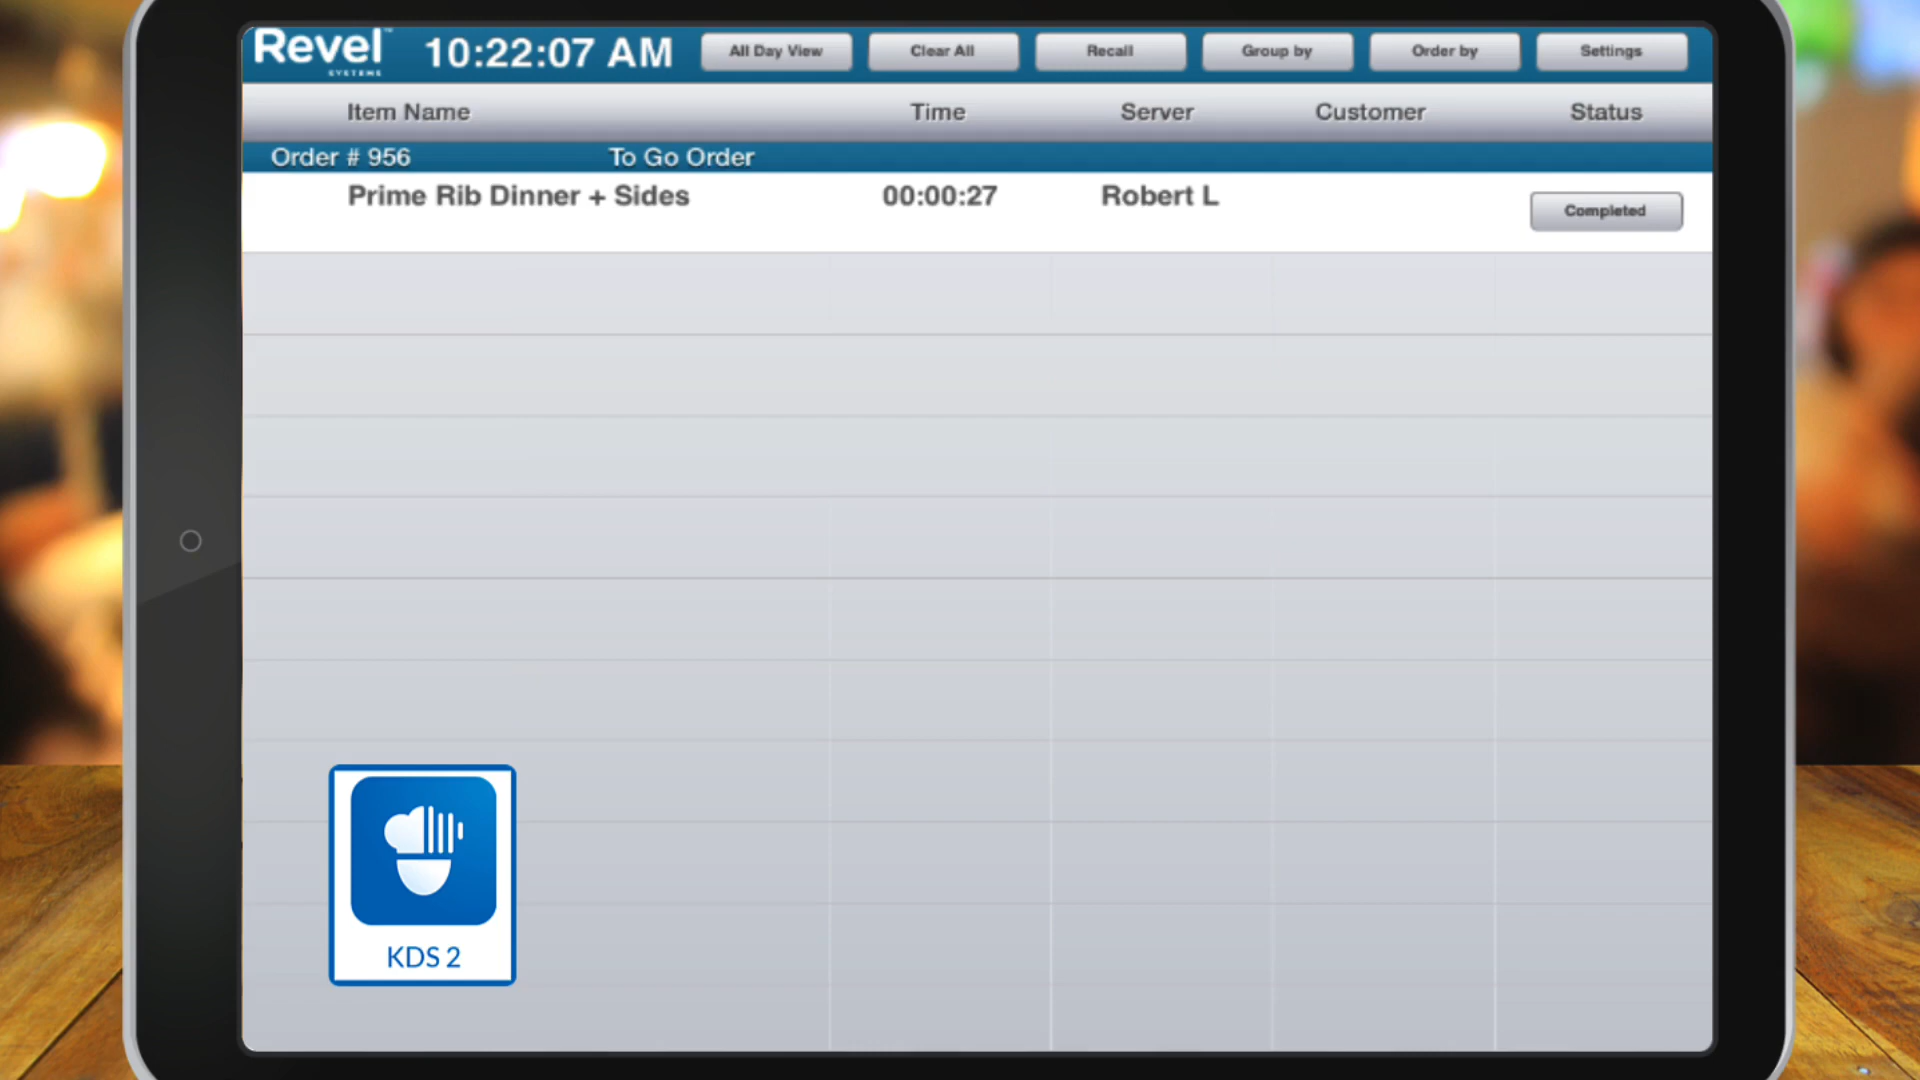 Revel™ 10:22:07 AM All Day View Clear All Recall Group by Order by Settings
SYSTEMS
Item Name Time Server Customer Status
Order # 956 To Go Order
Prime Rib Dinner + Sides 00:00:27 Robert L
Completed
KDS 2